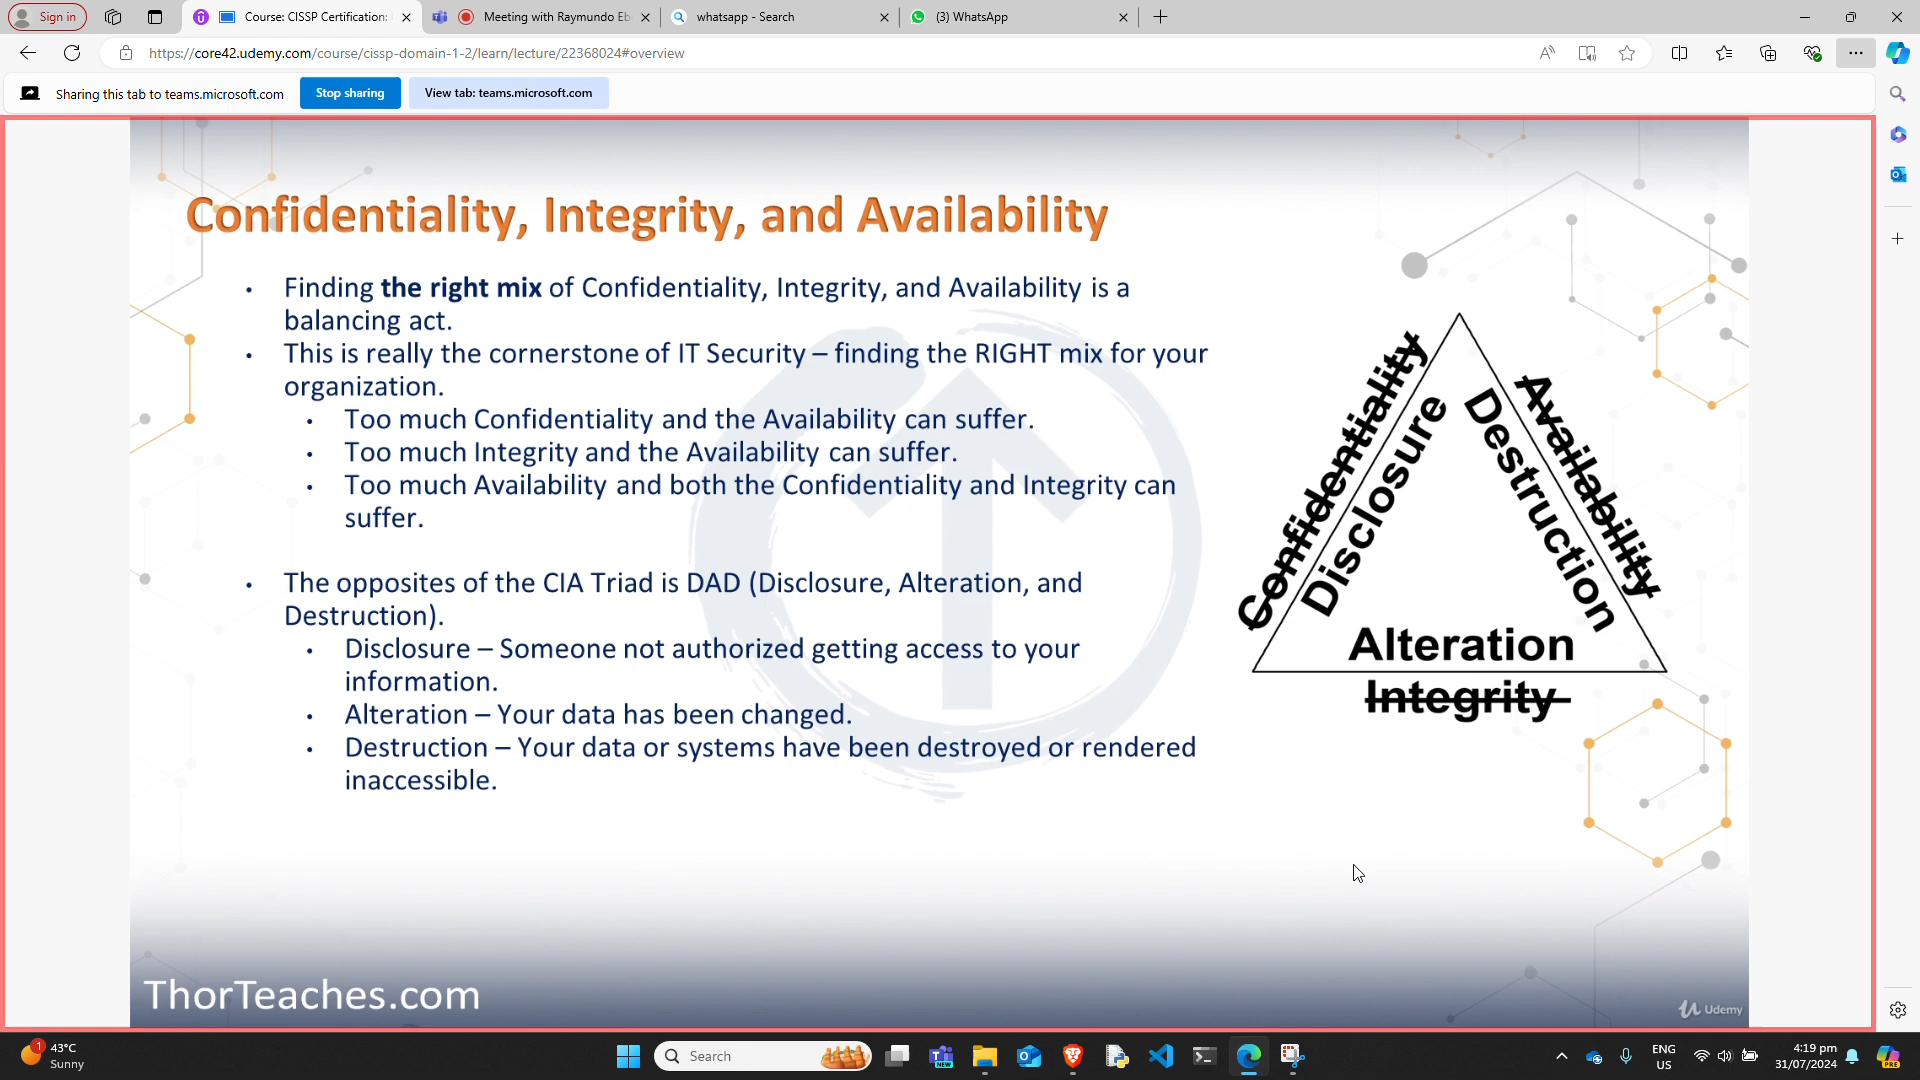 Sign in
Course: CISSP Certification:
Meeting with Raymundo Eb
whatsapp - Search
(3) WhatsApp
https://core42.udemy.com/course/cissp-domain-1-2/learn/lecture/22368024#overview
Sharing this tab to teams.microsoft.com
Stop sharing
View tab: teams.microsoft.com
Confidentiality, Integrity, and Availability
• Finding the right mix of Confidentiality, Integrity, and Availability is a
balancing act.
• This is really the cornerstone of IT Security – finding the RIGHT mix for your
organization.
• Too much Confidentiality and the Availability can suffer.
• Too much Integrity and the Availability can suffer.
• Too much Availability and both the Confidentiality and Integrity can
suffer.
• The opposites of the CIA Triad is DAD (Disclosure, Alteration, and
Destruction).
• Disclosure – Someone not authorized getting access to your
information.
• Alteration – Your data has been changed.
• Destruction – Your data or systems have been destroyed or rendered
inaccessible.
Confidentiality
Disclosure
Availability
Destruction
Alteration
Integrity
ThorTeaches.com
Udemy
1
43°C
Sunny
Search
NEW
ENG
US
4:19 pm
31/07/2024
PRE